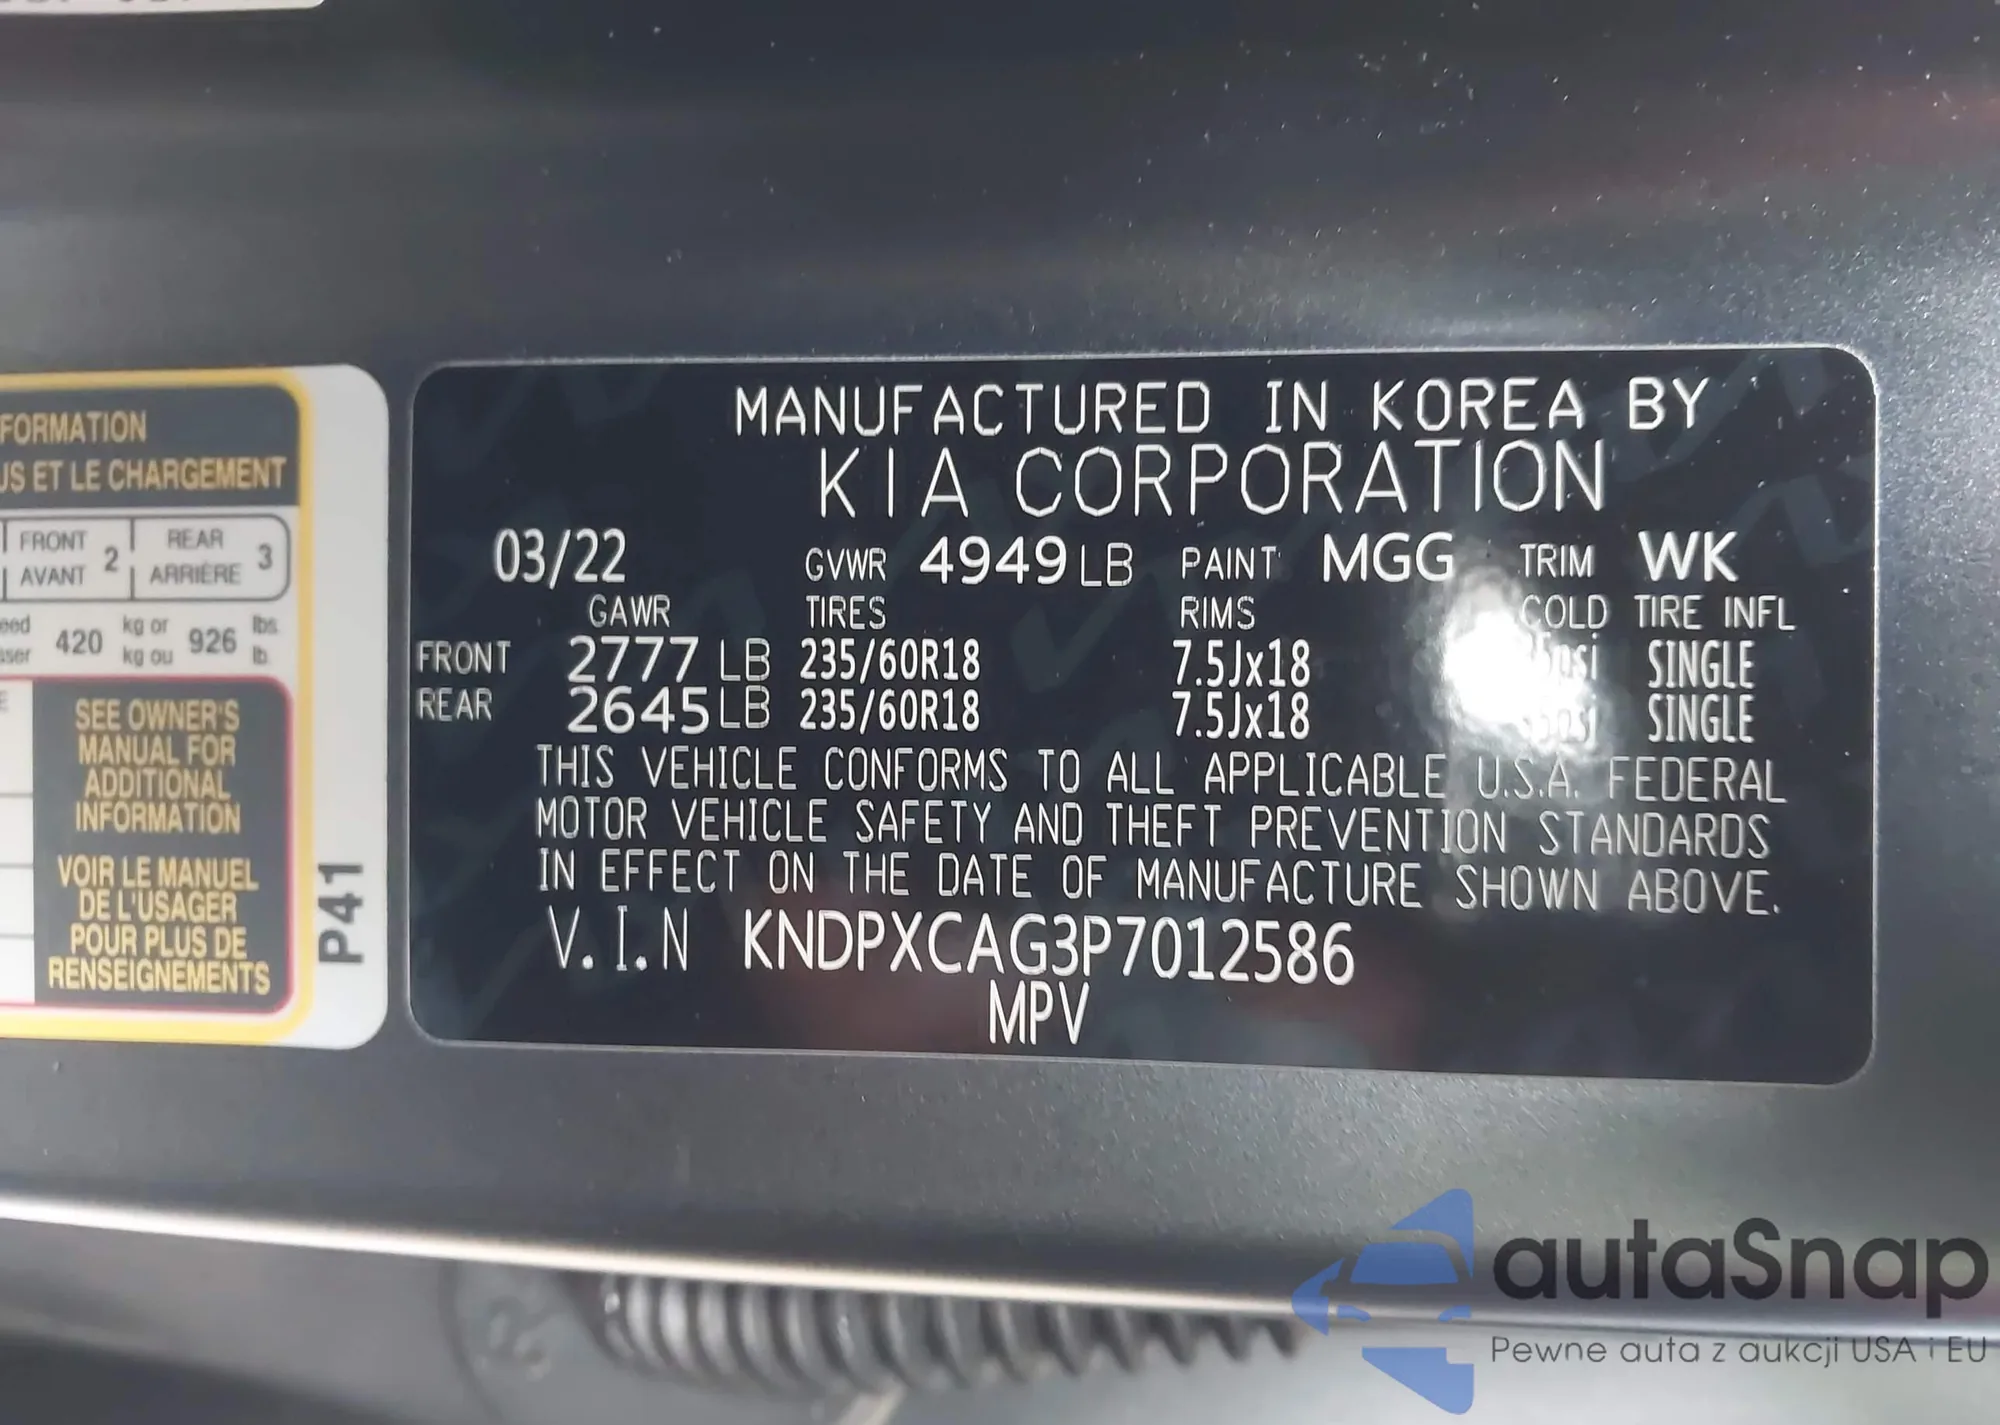 FORMATION
US ET LE CHARGEMENT
FRONT
AVANT
2
REAR
ARRIÈRE
3
420
kg or
kg ou
926
lbs.
lb.
SEE OWNER'S
MANUAL FOR
ADDITIONAL
INFORMATION
VOIR LE MANUEL
DE L'USAGER
POUR PLUS DE
RENSEIGNEMENTS
P41
MANUFACTURED IN KOREA BY
KIA CORPORATION
03/22 GVWR 4949 LB PAINT MGG TRIM WK
GAWR TIRES RIMS COLD TIRE INFL
FRONT 2777 LB 235/60R18 7.5Jx18 psi SINGLE
REAR 2645 LB 235/60R18 7.5Jx18 psi SINGLE
THIS VEHICLE CONFORMS TO ALL APPLICABLE U.S.A. FEDERAL
MOTOR VEHICLE SAFETY AND THEFT PREVENTION STANDARDS
IN EFFECT ON THE DATE OF MANUFACTURE SHOWN ABOVE.
V.I.N KNDPXCAG3P7012586
MPV
autaSnap
Pewne auta z aukcji USA i EU